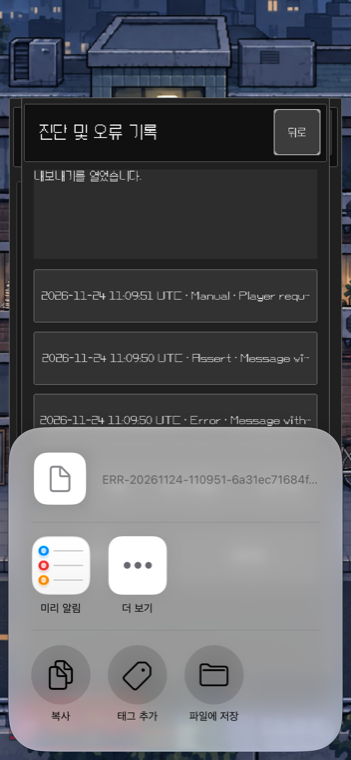 진단 및 오류 기록
뒤로
내보내기를 열었습니다.
2026-11-24 11:09:51 UTC · Manual · Player requ-
2026-11-24 11:09:50 UTC · Assert · Message vi-
2026-11-24 11:09:50 UTC · Error · Message with-
ERR-20261124-110951-6a31ec71684f...
미리 알림
더 보기
복사
태그 추가
파일에 저장